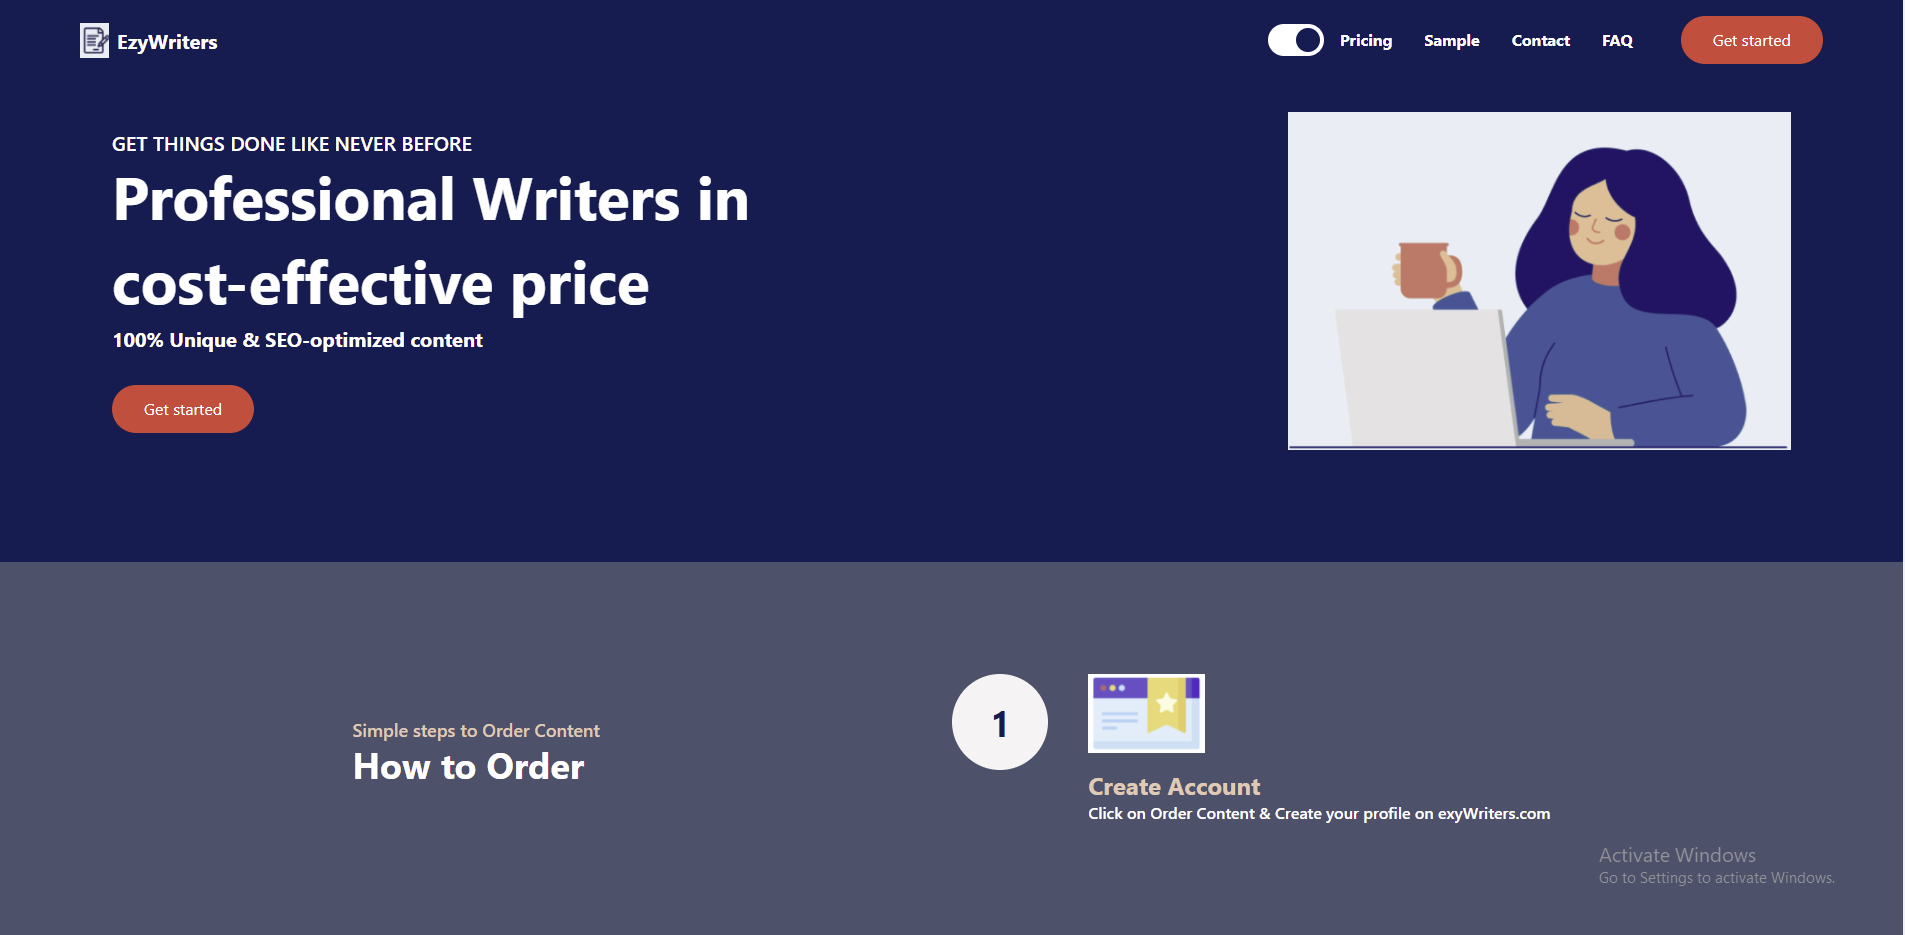 EzyWriters
Pricing
Sample
Contact
FAQ
Get started
GET THINGS DONE LIKE NEVER BEFORE
Professional Writers in
cost-effective price
100% Unique & SEO-optimized content
Get started
Simple steps to Order Content
How to Order
1
Create Account
Click on Order Content & Create your profile on exyWriters.com
Activate Windows
Go to Settings to activate Windows.